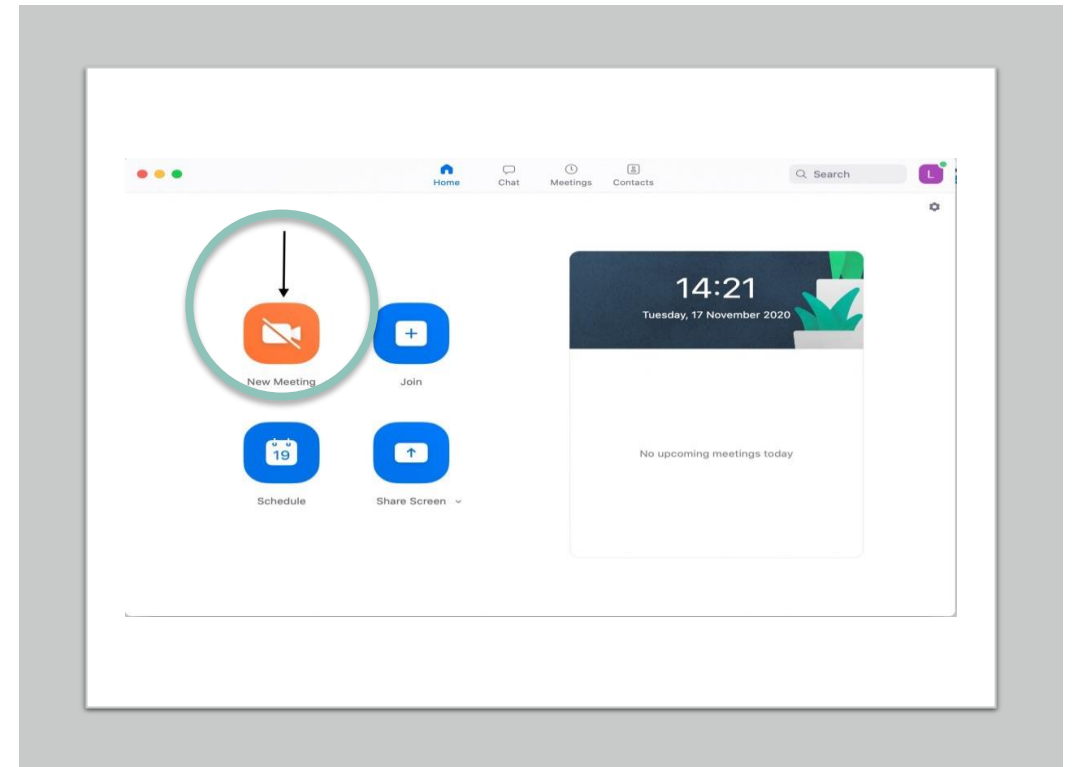 Home
Chat
Meetings
Contacts
Search
L
14:21
Tuesday, 17 November 2020
New Meeting
Join
19
Schedule
Share Screen
No upcoming meetings today